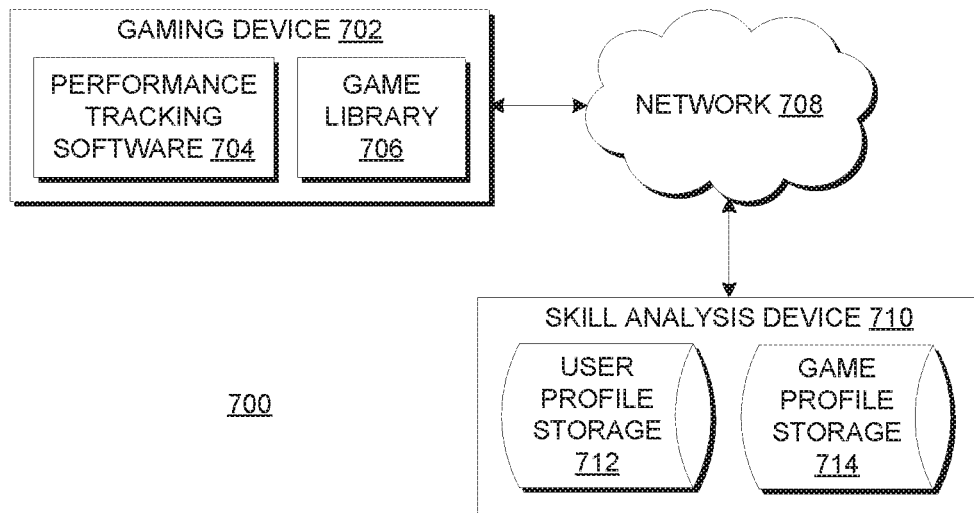 GAMING DEVICE 702
PERFORMANCE
TRACKING
SOFTWARE 704
GAME
LIBRARY
706
NETWORK 708
SKILL ANALYSIS DEVICE 710
USER
PROFILE
STORAGE
712
GAME
PROFILE
STORAGE
714
700